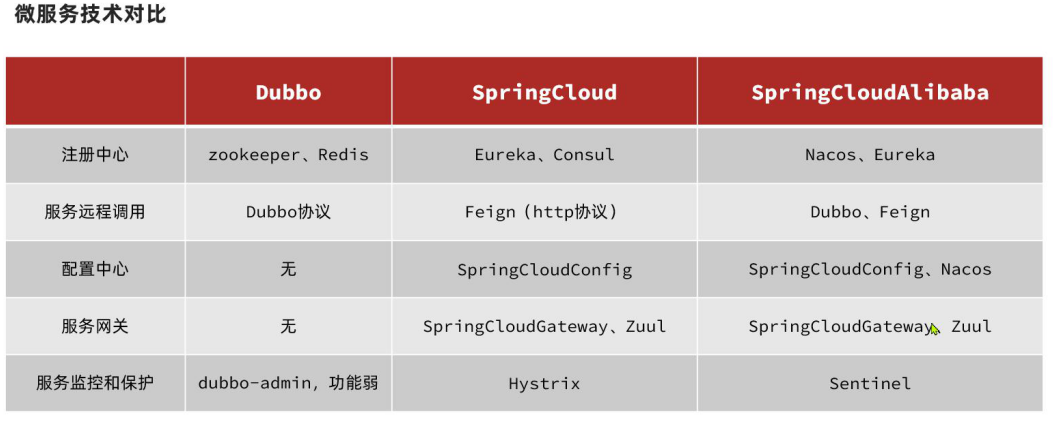 微服务技术对比
Dubbo SpringCloud SpringCloudAlibaba
注册中心 zookeeper、Redis Eureka、Consul Nacos、Eureka
服务远程调用 Dubbo协议 Feign（http协议） Dubbo、Feign
配置中心 无 SpringCloudConfig SpringCloudConfig、Nacos
服务网关 无 SpringCloudGateway、Zuul SpringCloudGateway、Zuul
服务监控和保护 dubbo-admin，功能弱 Hystrix Sentinel